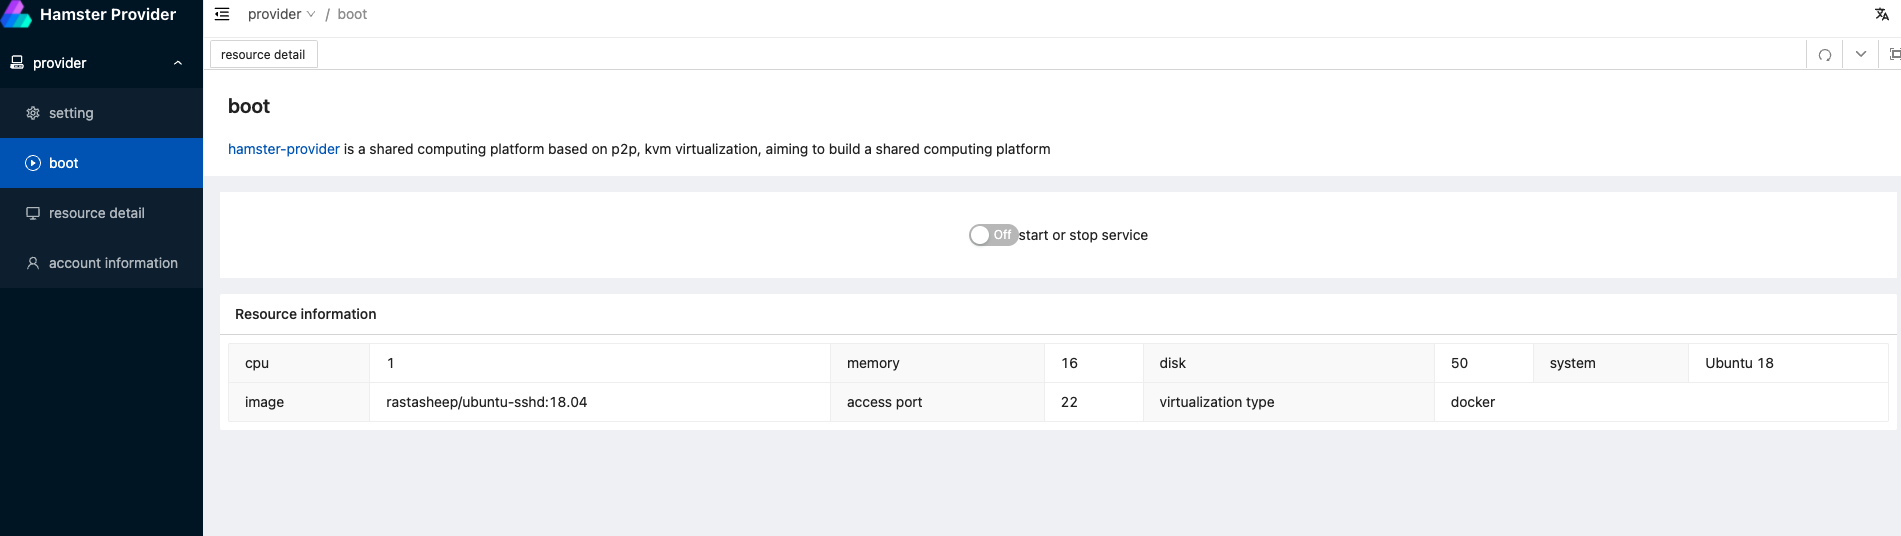 Hamster Provider
provider / boot
provider
resource detail
setting
boot
resource detail
account information
boot
hamster-provider is a shared computing platform based on p2p, kvm virtualization, aiming to build a shared computing platform
Off start or stop service
Resource information
cpu 1 memory 16 disk 50 system Ubuntu 18
image rastasheep/ubuntu-sshd:18.04 access port 22 virtualization type docker